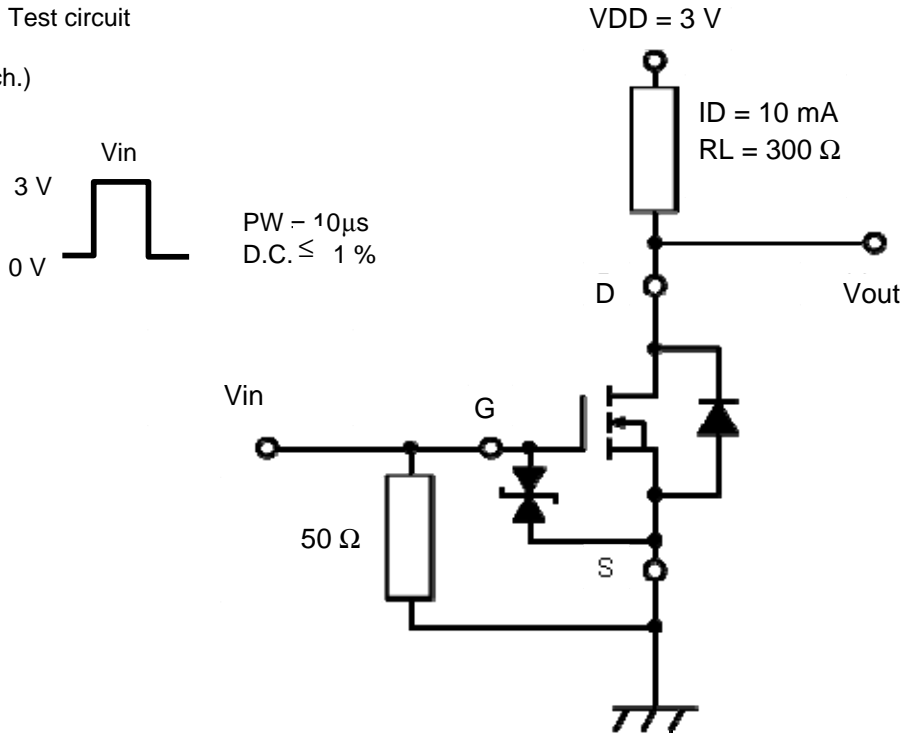 Test circuit
ch.)
VDD = 3 V
ID = 10 mA
RL = 300 Ω
Vin
3 V
0 V
PW = 10μs
D.C. ≤ 1 %
D
Vout
Vin
G
50 Ω
S